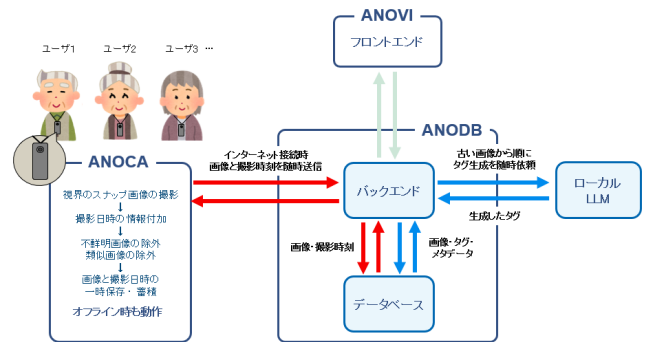 ANOVI
フロントエンド
ユーザ1
ユーザ2
ユーザ3 …
ANOCA
視界のスナップ画像の撮影
↓
撮影日時の情報付加
↓
不鮮明画像の除外
類似画像の除外
↓
画像と撮影日時の
一時保存・蓄積
オフライン時も動作
インターネット接続時
画像と撮影時刻を随時送信
ANODB
バックエンド
画像・撮影時刻
画像・タグ・
メタデータ
データベース
古い画像から順に
タグ生成を随時依頼
生成したタグ
ローカル
LLM